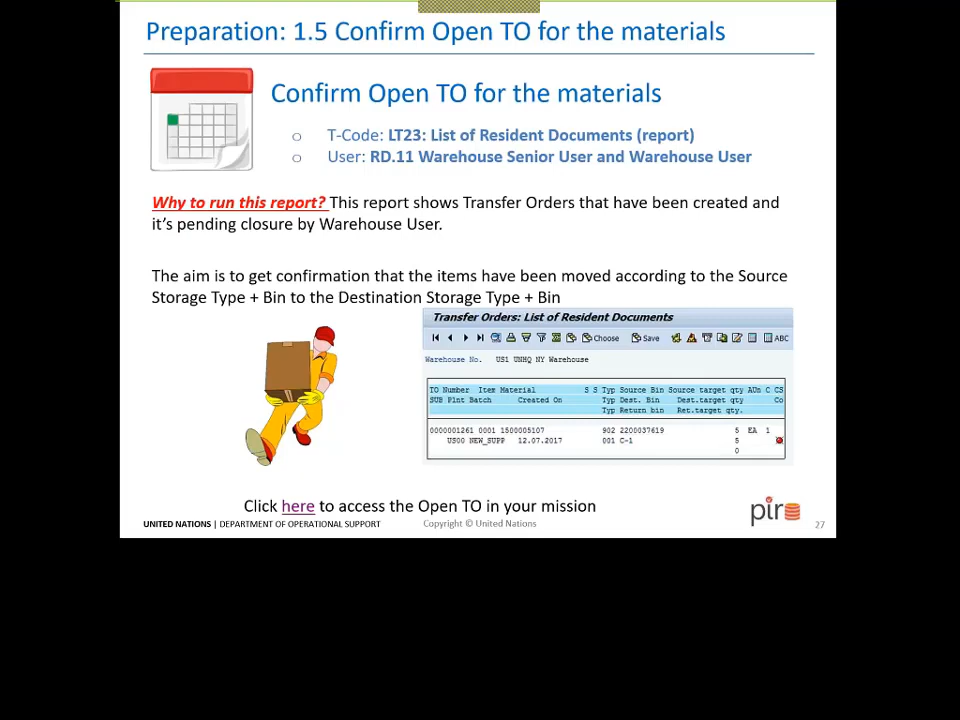 Preparation: 1.5 Confirm Open TO for the materials
Confirm Open TO for the materials
o T-Code: LT23: List of Resident Documents (report)
o User: RD.11 Warehouse Senior User and Warehouse User
Why to run this report? This report shows Transfer Orders that have been created and
it's pending closure by Warehouse User.
The aim is to get confirmation that the items have been moved according to the Source
Storage Type + Bin to the Destination Storage Type + Bin
Transfer Orders: List of Resident Documents
Choose Save ABC
Warehouse No. US1 UNHQ NY Warehouse
TO Number Item Material S S Typ Source Bin Source target qty AUn C CS
SUB Plnt Batch Created On Typ Dest. Bin Dest.target qty Co
Typ Return bin Ret.target qty.
0000001261 0001 1500005107 902 2200037619 5 EA 1
US00 NEW_SUPP 12.07.2017 001 C-1 5
0
Click here to access the Open TO in your mission
UNITED NATIONS | DEPARTMENT OF OPERATIONAL SUPPORT Copyright © United Nations
pir
27